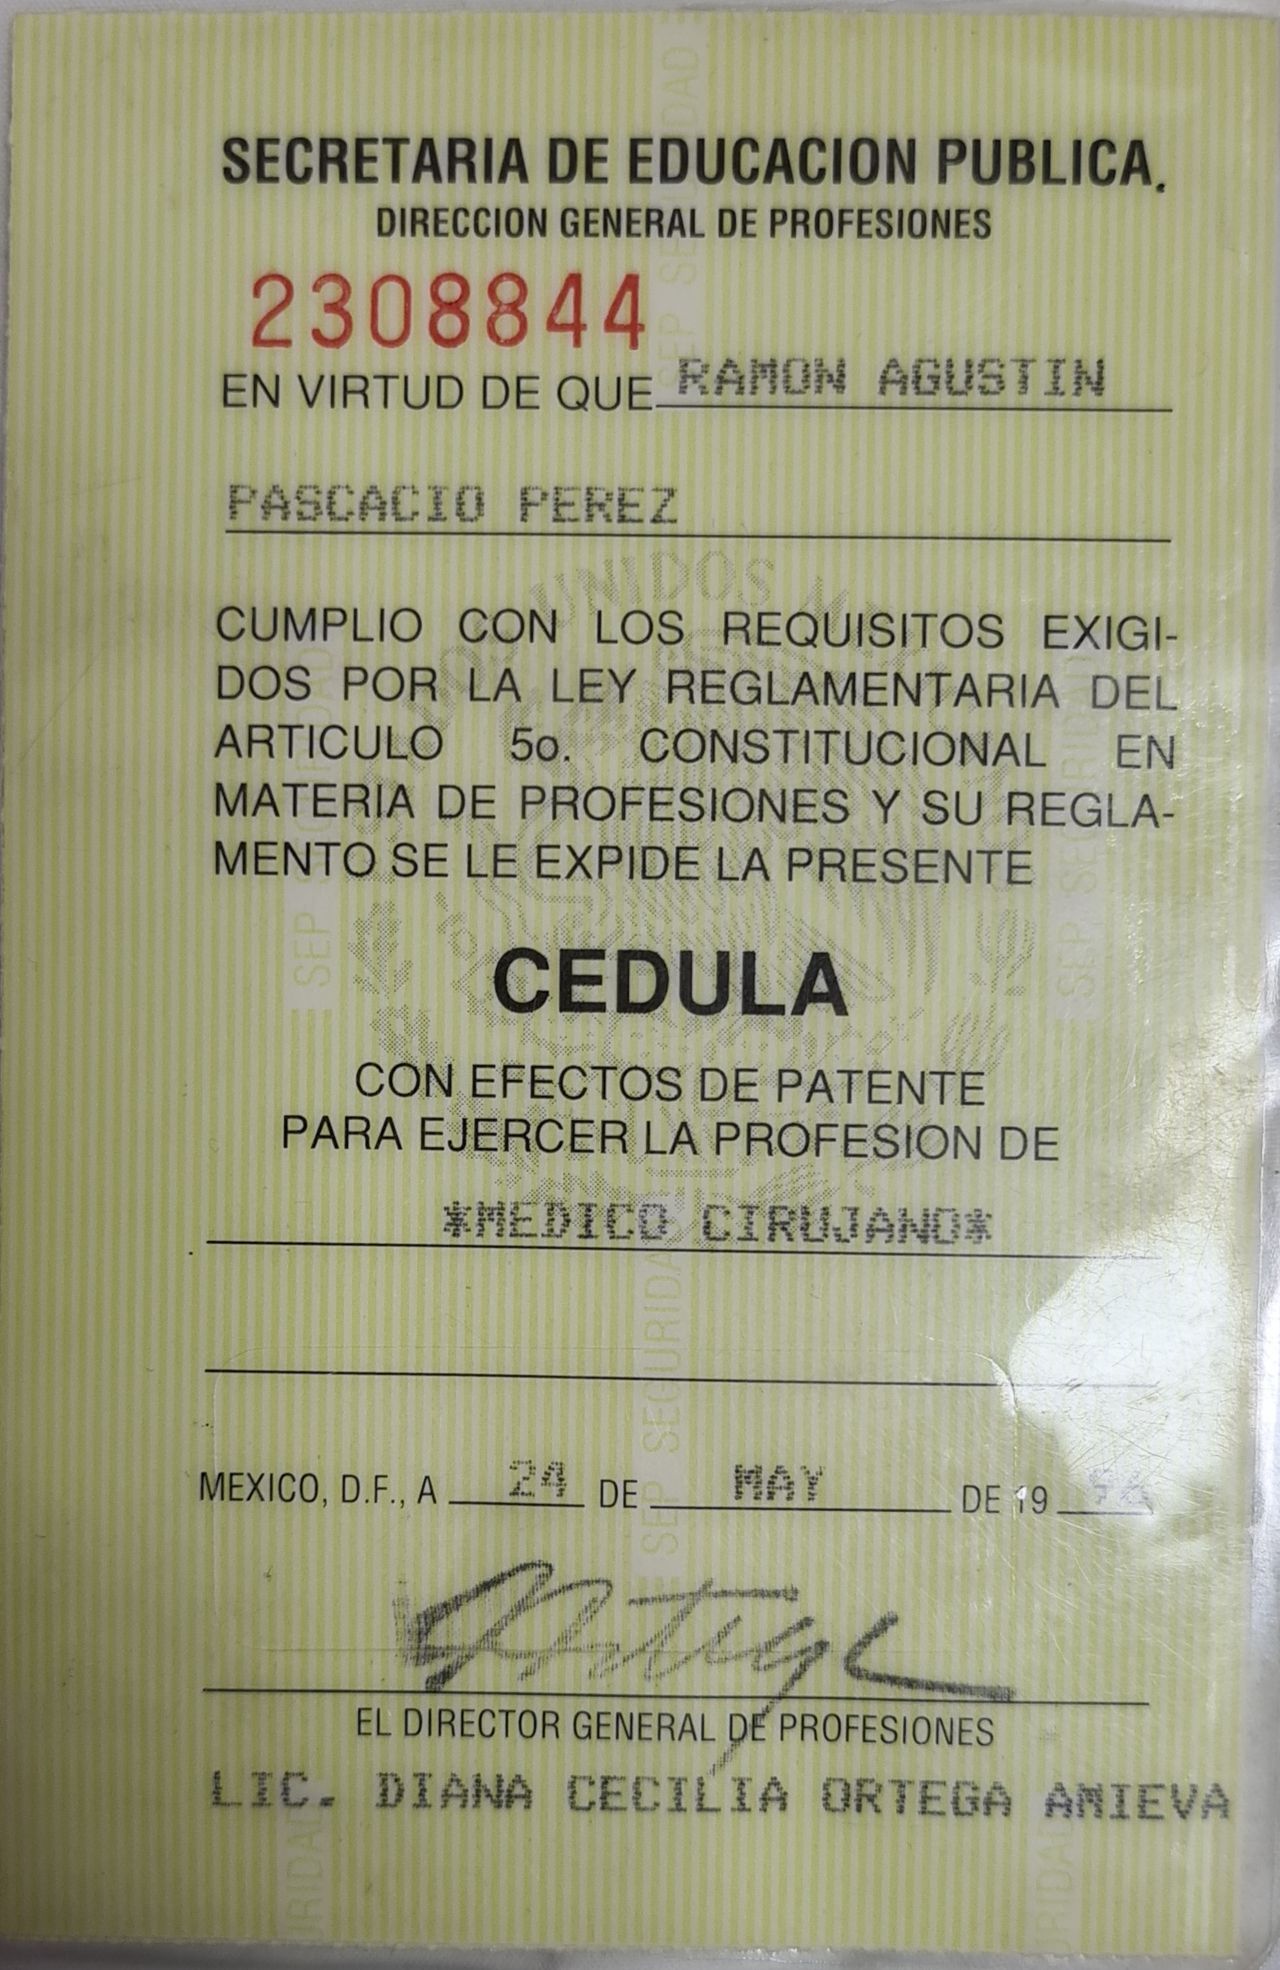 SECRETARIA DE EDUCACION PUBLICA.
DIRECCION GENERAL DE PROFESIONES
2308844
EN VIRTUD DE QUE RAMON AGUSTIN
PASCACIO PEREZ
CUMPLIO CON LOS REQUISITOS EXIGI-
DOS POR LA LEY REGLAMENTARIA DEL
ARTICULO 5o. CONSTITUCIONAL EN
MATERIA DE PROFESIONES Y SU REGLA-
MENTO SE LE EXPIDE LA PRESENTE
CEDULA
CON EFECTOS DE PATENTE
PARA EJERCER LA PROFESION DE
*MEDICO CIRUJANO*
MEXICO, D.F., A 24 DE MAY DE 19
EL DIRECTOR GENERAL DE PROFESIONES
LIC. DIANA CECILIA ORTEGA AMIEVA